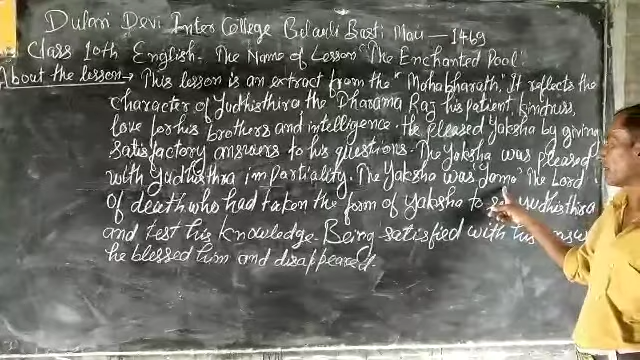 Dulari Devi Inter College Belauli Basti Mau - 1469
Class 10th English. The Name of Lesson "The Enchanted Pool".
About the lesson → This lesson is an extract from the "Mahabharath." It reflects the
character of Yudhisthira the Dharama Raj his patient kindness,
love for his brothers and intelligence. He pleased Yaksha by giving
satisfactory answers to his questions. The Yaksha was pleased
with Yudhisthira impartiality. The Yaksha was "Yama" The Lord
of death who had taken the form of Yaksha to Yudhisthira
and test his knowledge. Being satisfied with his
he blessed him and disappeared.